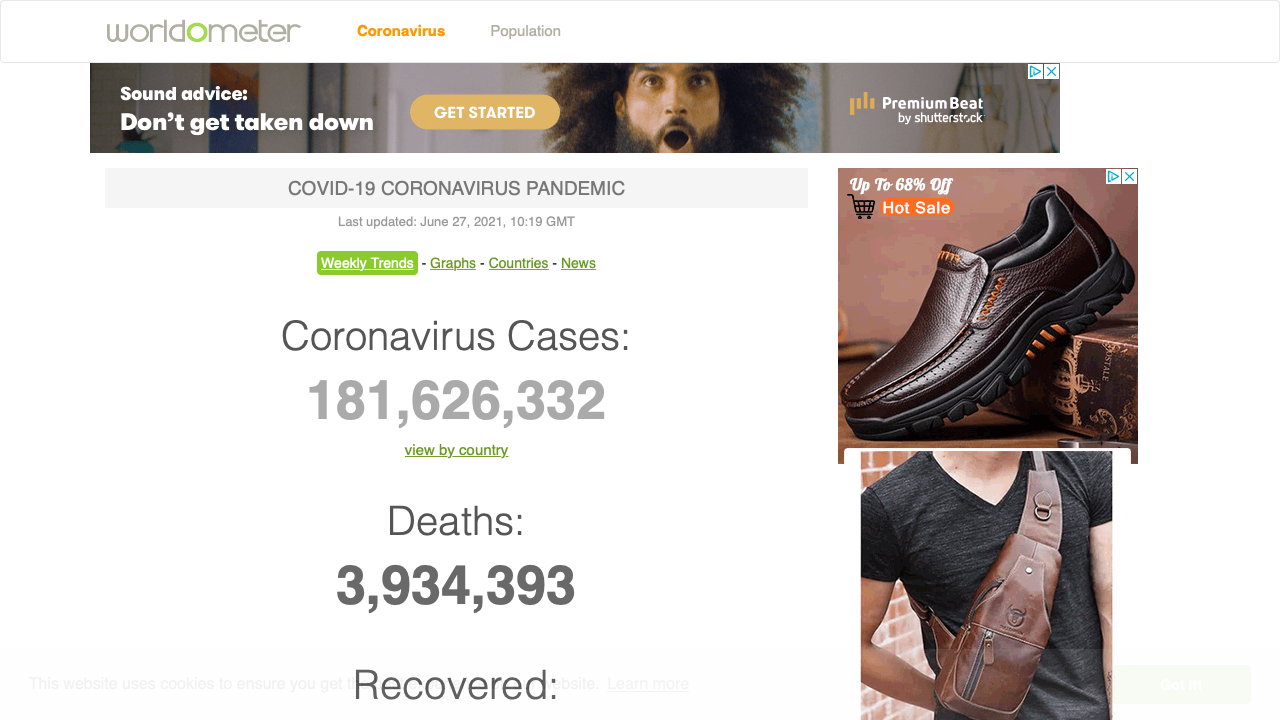 worldometer
Coronavirus
Population
Sound advice:
Don't get taken down
GET STARTED
PremiumBeat
by shutterstock
COVID-19 CORONAVIRUS PANDEMIC
Last updated: June 27, 2021, 10:19 GMT
Weekly Trends - Graphs - Countries - News
Up To 68% Off
Hot Sale
Coronavirus Cases:
181,626,332
view by country
Deaths:
3,934,393
Recovered:
This website uses cookies to ensure you get Learn more
Got it!